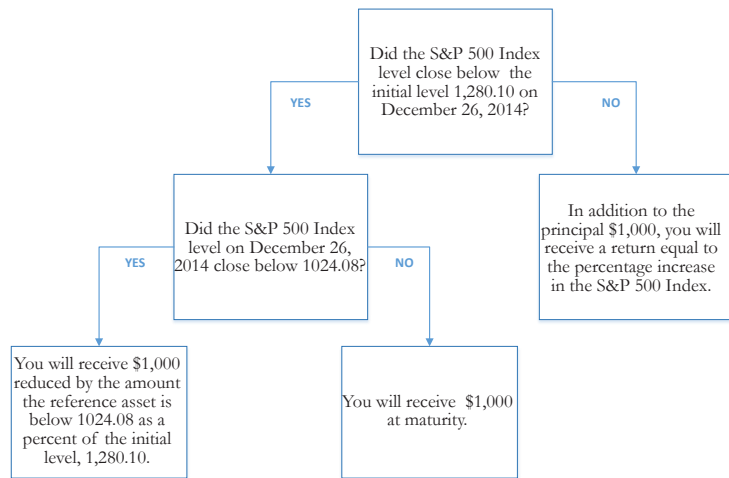 Did the S&P 500 Index
level close below the
initial level 1,280.10 on
December 26, 2014?
YES
NO
Did the S&P 500 Index
level on December 26,
2014 close below 1024.08?
In addition to the
principal $1,000, you will
receive a return equal to
the percentage increase
in the S&P 500 Index.
YES
NO
You will receive $1,000
reduced by the amount
the reference asset is
below 1024.08 as a
percent of the initial
level, 1,280.10.
You will receive $1,000
at maturity.